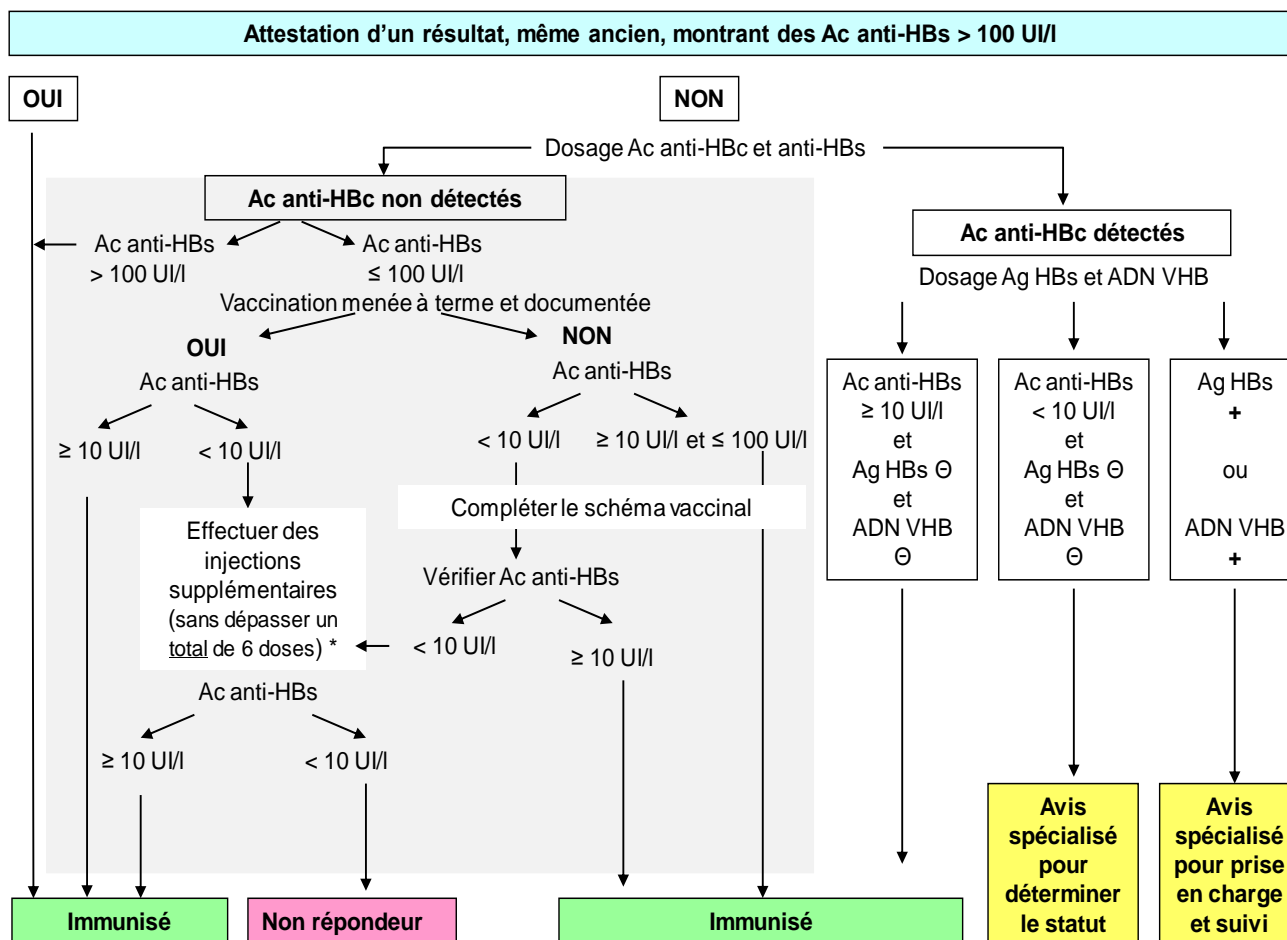 Attestation d'un résultat, même ancien, montrant des Ac anti-HBs > 100 UI/l
OUI
NON
Dosage Ac anti-HBc et anti-HBs
Ac anti-HBc non détectés
Ac anti-HBs
> 100 UI/l
Ac anti-HBs
≤ 100 UI/l
Vaccination menée à terme et documentée
OUI
Ac anti-HBs
≥ 10 UI/l
< 10 UI/l
Effectuer des
injections
supplémentaires
(sans dépasser un
total de 6 doses) *
Ac anti-HBs
≥ 10 UI/l
< 10 UI/l
NON
Ac anti-HBs
< 10 UI/l
≥ 10 UI/l et ≤ 100 UI/l
Compléter le schéma vaccinal
Vérifier Ac anti-HBs
< 10 UI/l
≥ 10 UI/l
Ac anti-HBc détectés
Dosage Ag HBs et ADN VHB
Ac anti-HBs
≥ 10 UI/l
et
Ag HBs Θ
et
ADN VHB
Θ
Ac anti-HBs
< 10 UI/l
et
Ag HBs Θ
et
ADN VHB
Θ
Ag HBs
+
ou
ADN VHB
+
Immunisé
Non répondeur
Immunisé
Avis
spécialisé
pour
déterminer
le statut
Avis
spécialisé
pour prise
en charge
et suivi